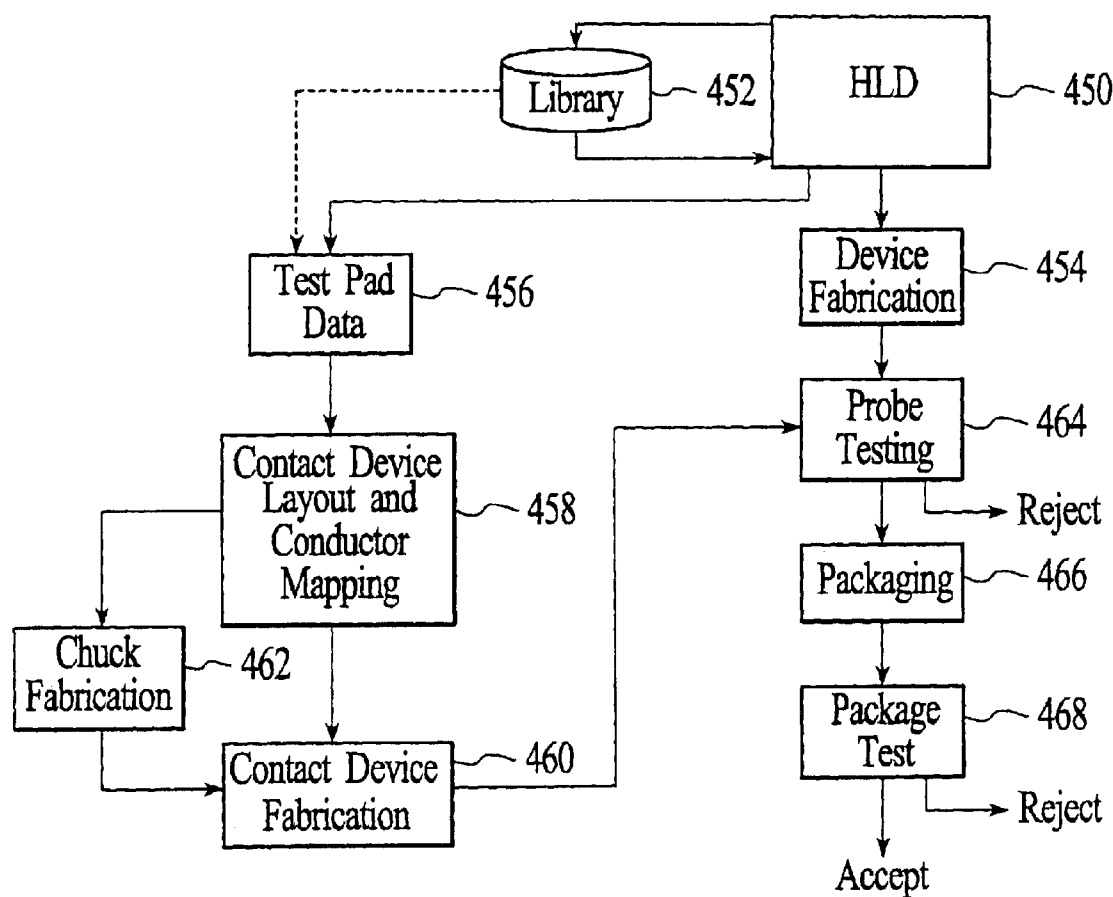 HLD
450
Library
452
Test Pad
Data
456
Device
Fabrication
454
Probe
Testing
464
Reject
Contact Device
Layout and
Conductor
Mapping
458
Packaging
466
Chuck
Fabrication
462
Package
Test
468
Contact Device
Fabrication
460
Reject
Accept